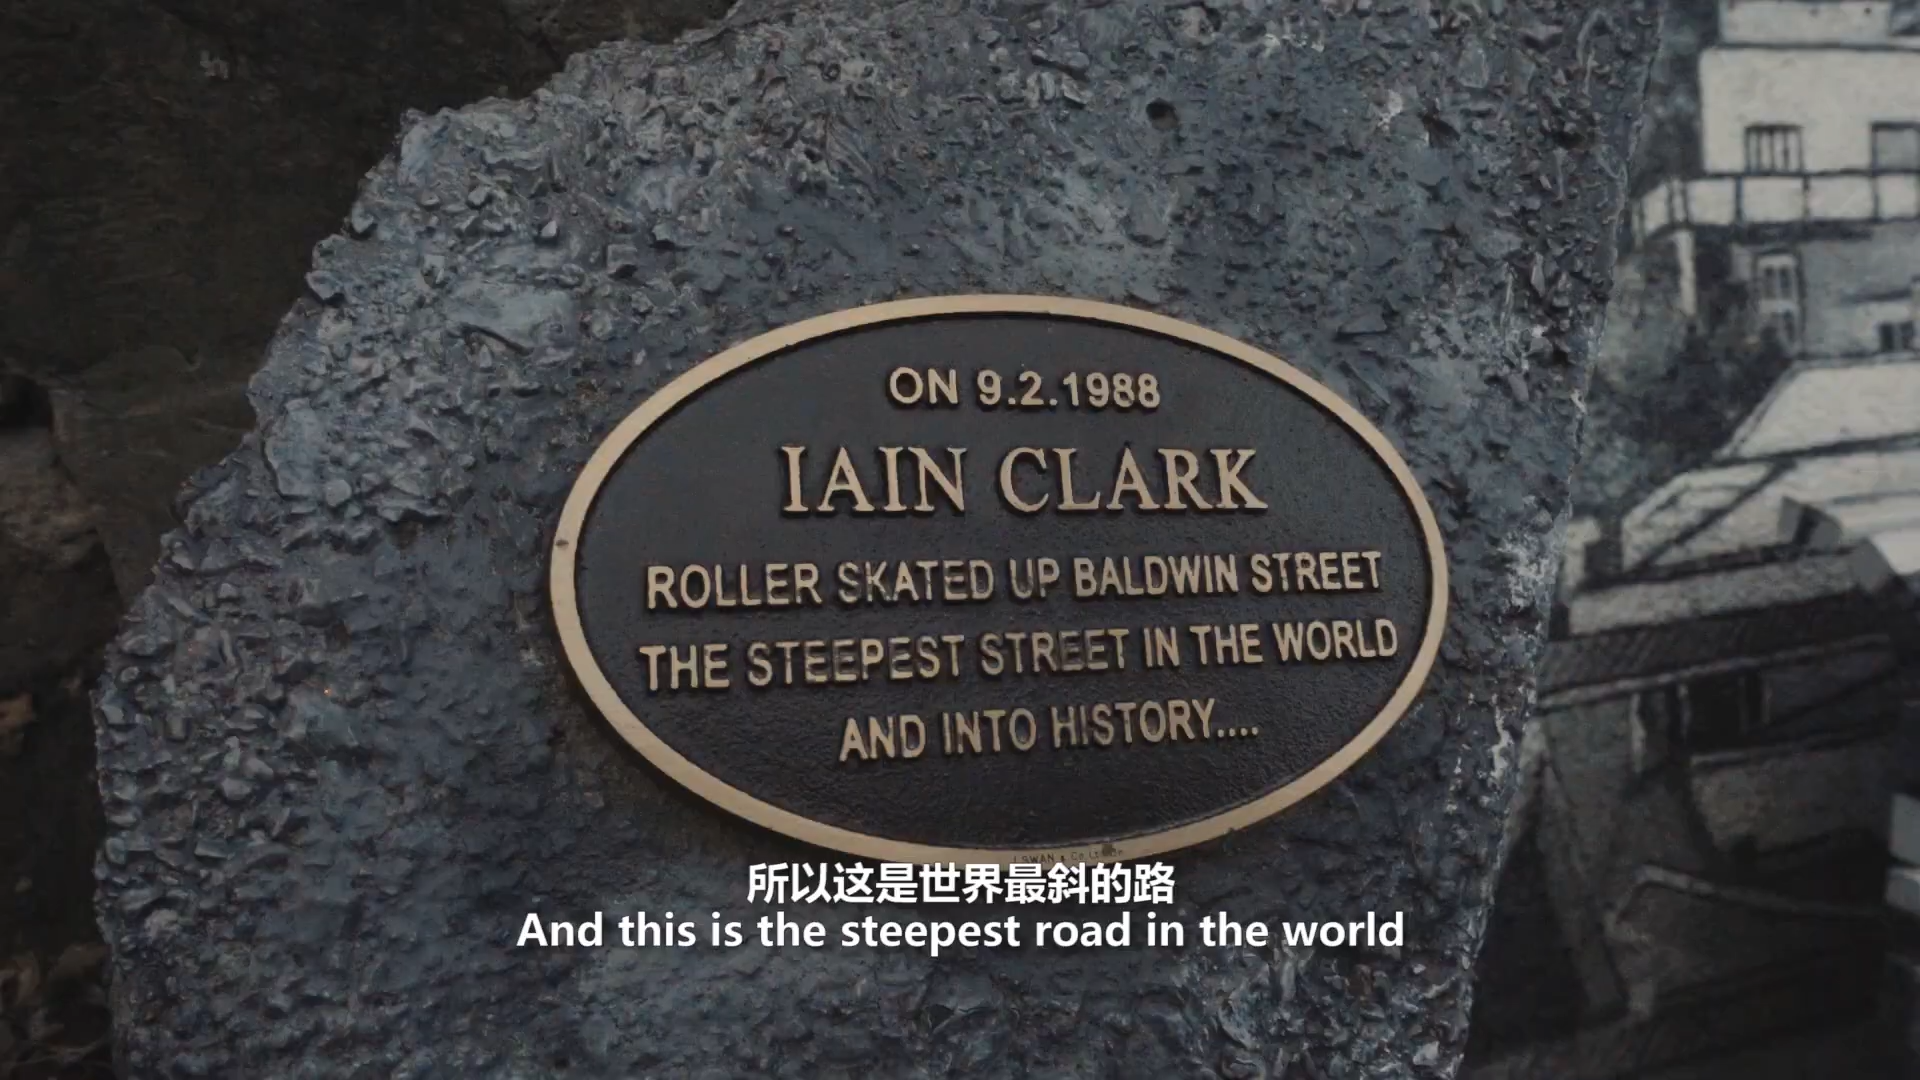 ON 9.2.1988
IAIN CLARK
ROLLER SKATED UP BALDWIN STREET
THE STEEPEST STREET IN THE WORLD
AND INTO HISTORY....
所以这是世界最斜的路
And this is the steepest road in the world